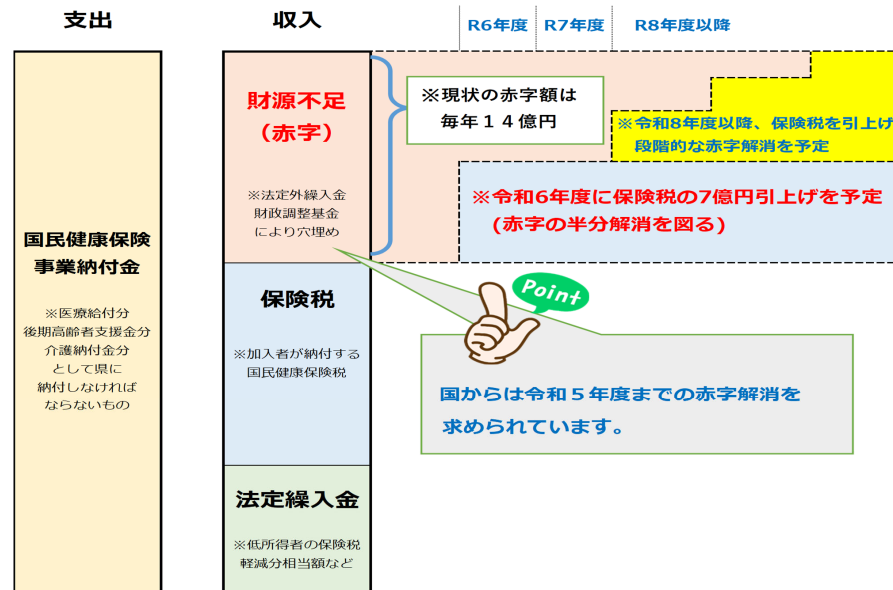 支出
収入
R6年度
R7年度
R8年度以降
国民健康保険
事業納付金
※医療給付分
後期高齢者支援金分
介護納付金分
として県に
納付しなければ
ならないもの
財源不足
(赤字)
※法定外繰入金
財政調整基金
により穴埋め
※現状の赤字額は
毎年14億円
※令和8年度以降、保険税を引上げ
段階的な赤字解消を予定
※令和6年度に保険税の7億円引上げを予定
(赤字の半分解消を図る)
保険税
※加入者が納付する
国民健康保険税
Point
国からは令和5年度までの赤字解消を
求められています。
法定繰入金
※低所得者の保険税
軽減分相当額など